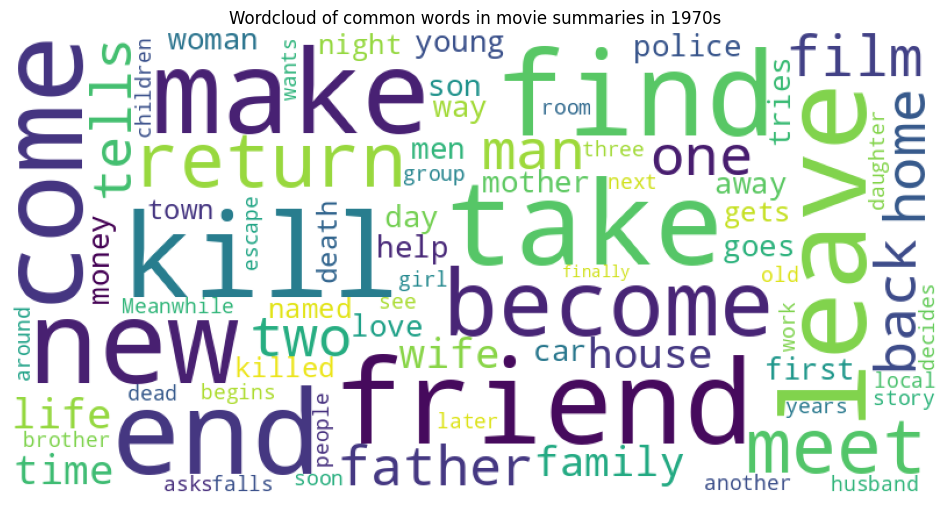 Wordcloud of common words in movie summaries in 1970s
come
tells
children
woman
wants
night
young
police
film
make
son
way
find
room
tries
return
men
group
man
three
one
mother
next
away
leave
daughter
home
back
money
town
kill
escape
death
day
help
take
gets
goes
girl
finally
old
Meanwhile
named
see
become
around
new
two
love
wife
car
house
work
decides
killed
first
local
dead
begins
friend
years
story
life
end
people
later
meet
brother
time
father
family
asks
falls
soon
another
husband